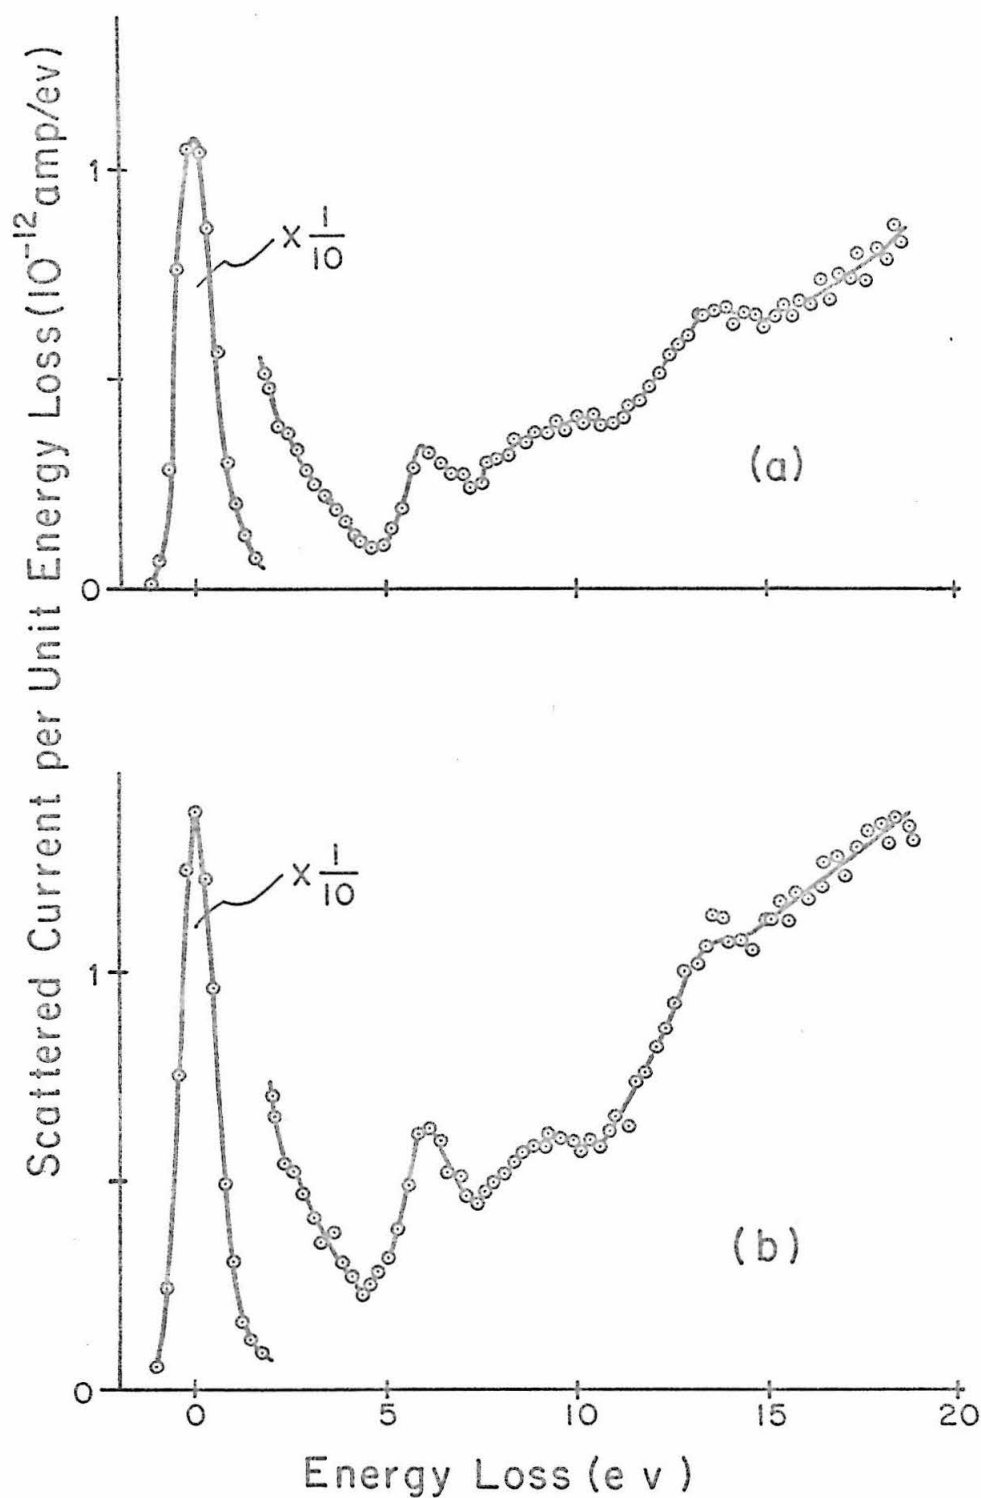 Scattered Current per Unit Energy Loss (10⁻¹² amp/ev)
1
0
× 1/10
(a)
1
0
× 1/10
(b)
0 5 10 15 20
Energy Loss (e v)